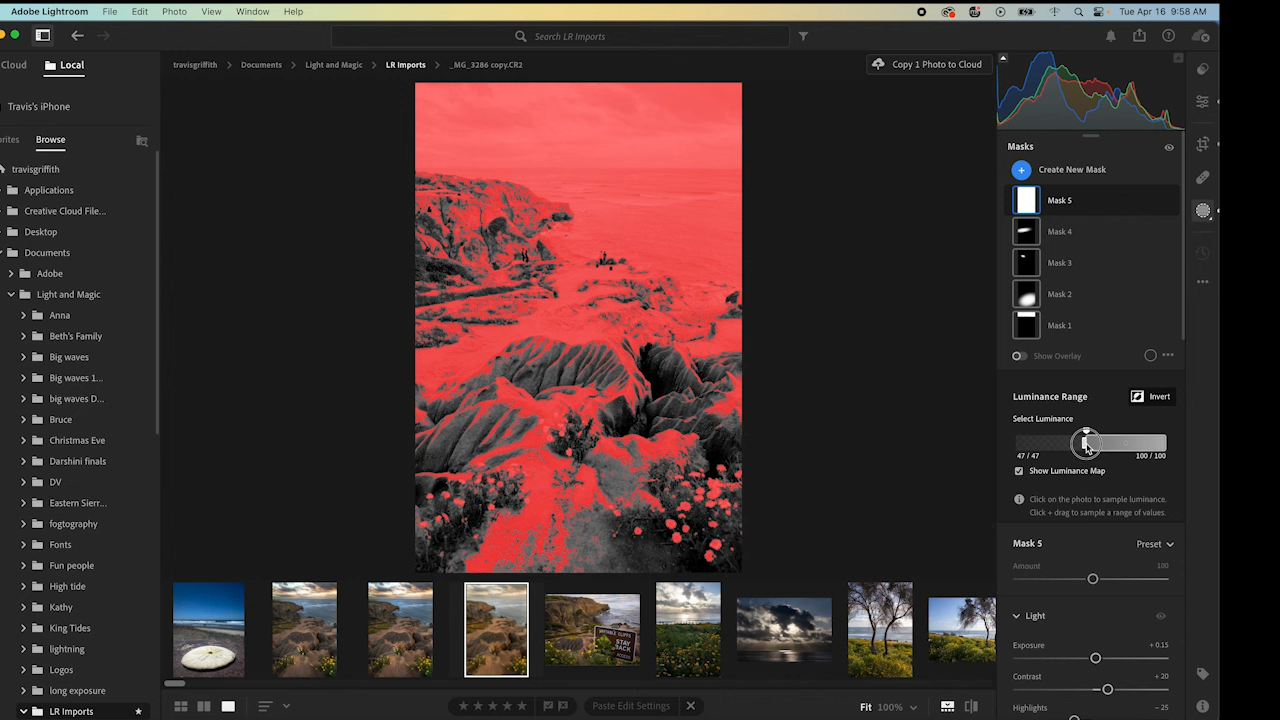 Adobe Lightroom File Edit Photo View Window Help Tue Apr 16 9:58 AM
Search LR Imports
Cloud Local
travisgriffith Documents Light and Magic LR Imports _MG_3286 copy.CR2
Copy 1 Photo to Cloud
Travis's iPhone
orites Browse
travisgriffith
Applications
Creative Cloud File...
Desktop
Documents
Adobe
Light and Magic
Anna
Beth's Family
Big waves
Big waves 1...
big waves D...
Bruce
Christmas Eve
Darshini finals
DV
Eastern Sierr...
fogtography
Fonts
Fun people
High tide
Kathy
King Tides
lightning
Logos
long exposure
LR Imports
STAY
BACK
Fit 100%
Paste Edit Settings
Masks
Create New Mask
Mask 5
Mask 4
Mask 3
Mask 2
Mask 1
Show Overlay
Luminance Range Invert
Select Luminance
47 / 47 100 / 100
Show Luminance Map
Click on the photo to sample luminance.
Click + drag to sample a range of values.
Mask 5 Preset
Amount 100
Light
Exposure + 0.15
Contrast + 20
Highlights - 25